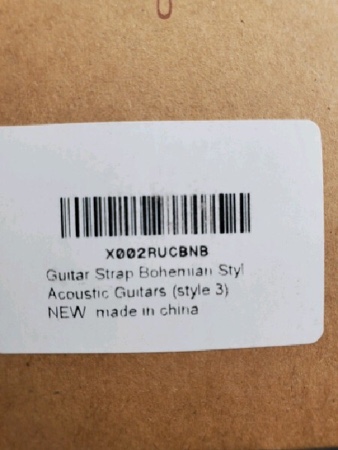 X002RUCBNB
Guitar Strap Bohemian Styl
Acoustic Guitars (style 3)
NEW made in china